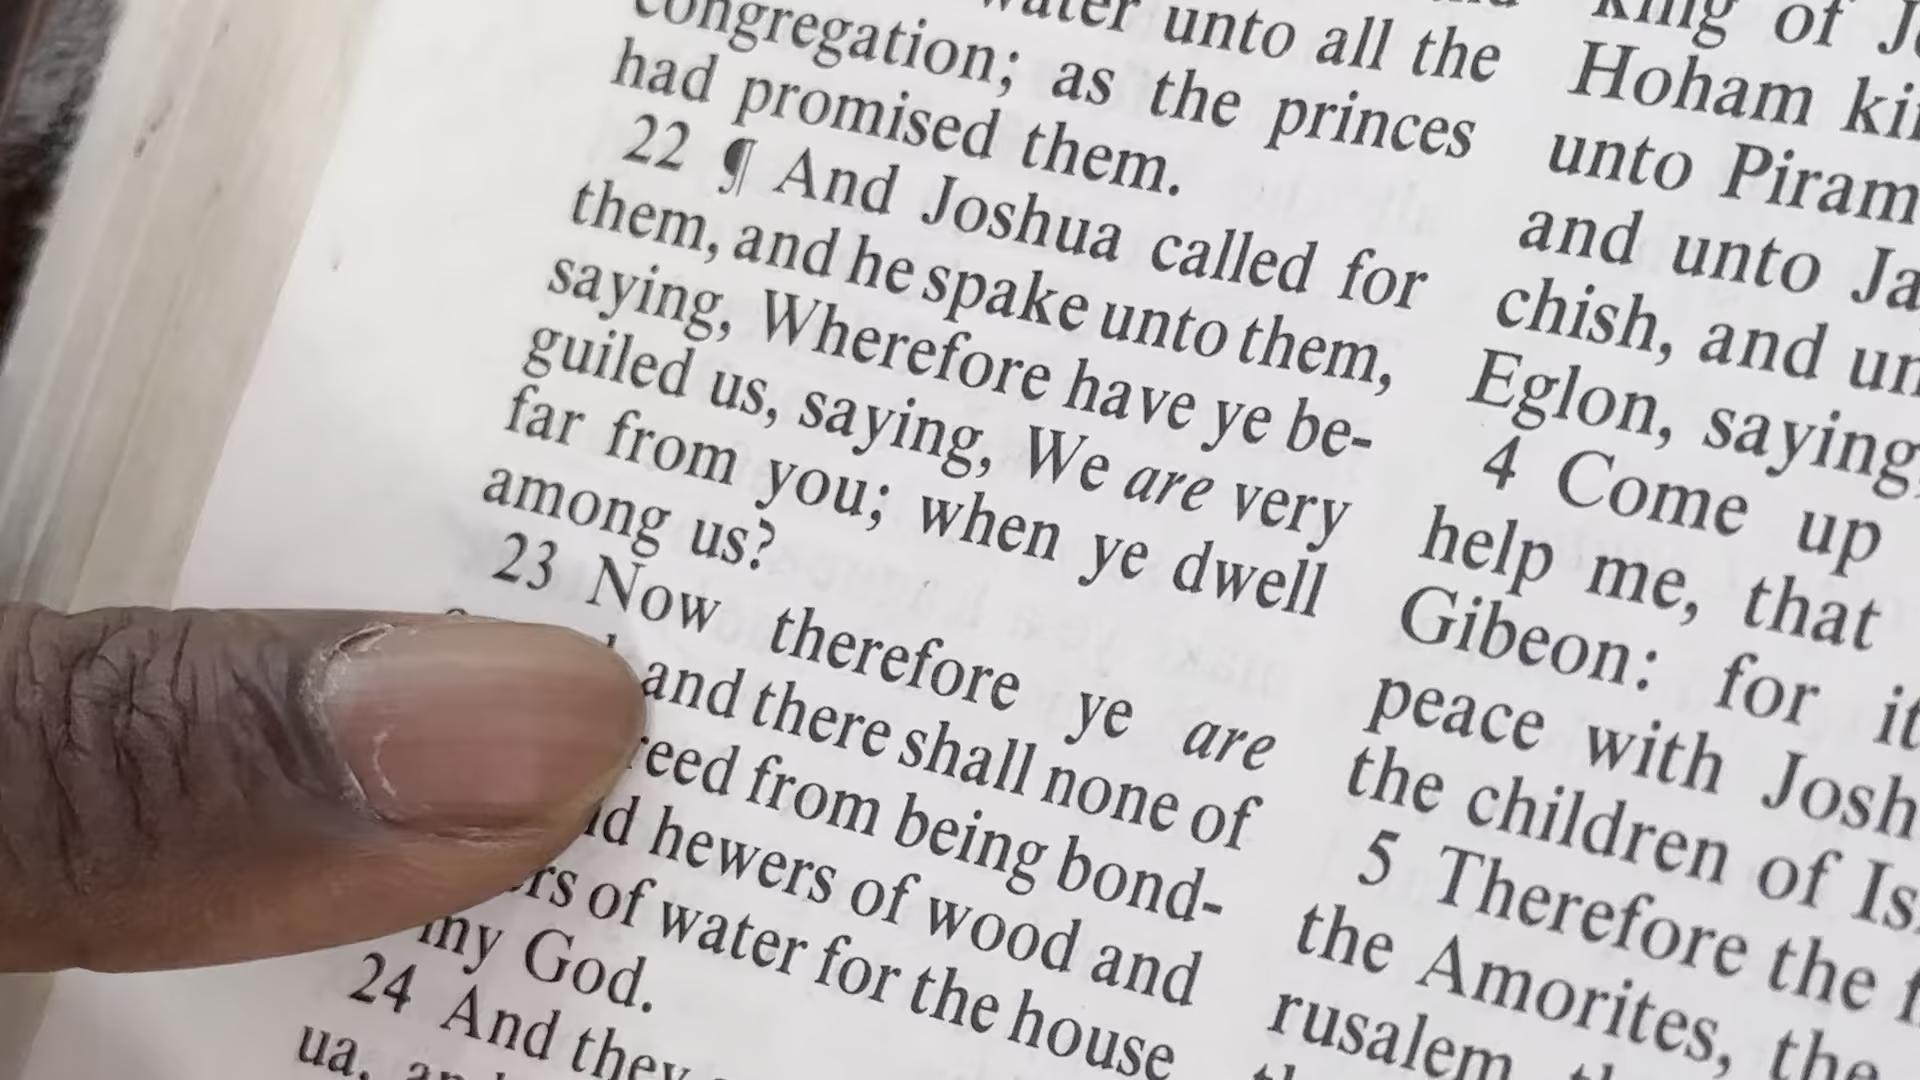 water unto all the
congregation; as the princes
had promised them.
22 ¶ And Joshua called for
them, and he spake unto them,
saying, Wherefore have ye be-
guiled us, saying, We are very
far from you; when ye dwell
among us?
23 Now therefore ye are
and there shall none of
reed from being bond-
hewers of wood and
of water for the house
my God.
24 And they
ua,
king of
Hoham
unto Piram
and unto Ja
chish, and un
Eglon, saying,
4 Come up
help me, that
Gibeon: for it
peace with Josh
the children of Is
5 Therefore the
the Amorites, the
rusalem